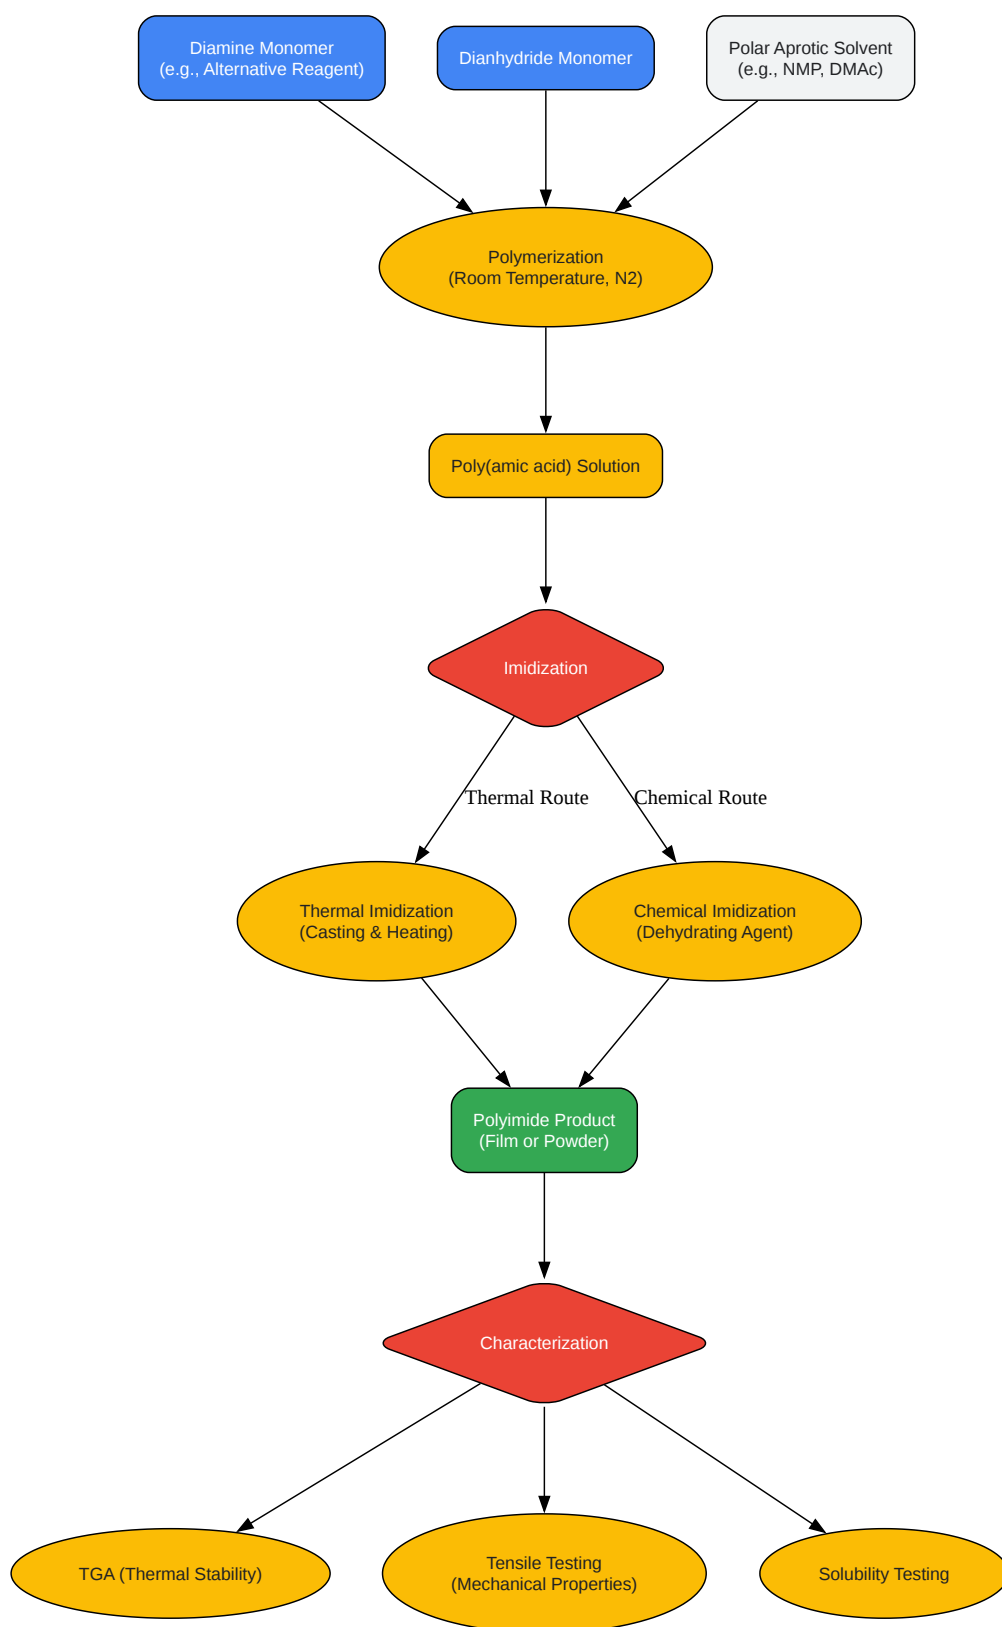 Diamine Monomer
(e.g., Alternative Reagent)
Dianhydride Monomer
Polar Aprotic Solvent
(e.g., NMP, DMAc)
Polymerization
(Room Temperature, N2)
Poly(amic acid) Solution
Imidization
Thermal Route
Chemical Route
Thermal Imidization
(Casting & Heating)
Chemical Imidization
(Dehydrating Agent)
Polyimide Product
(Film or Powder)
Characterization
TGA (Thermal Stability)
Tensile Testing
(Mechanical Properties)
Solubility Testing